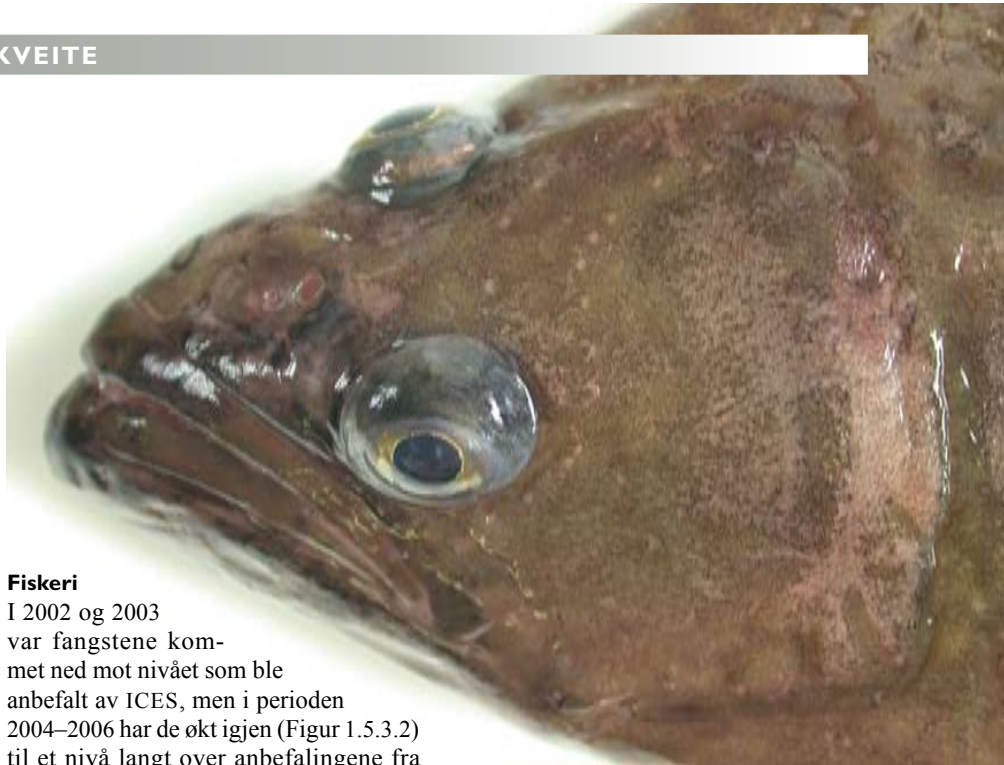 KVEITE
Fiskeri
I 2002 og 2003
var fangstene kom-
met ned mot nivået som ble
anbefalt av ICES, men i perioden
2004–2006 har de økt igjen (Figur 1.5.3.2)
til et nivå langt over anbefalingene fra